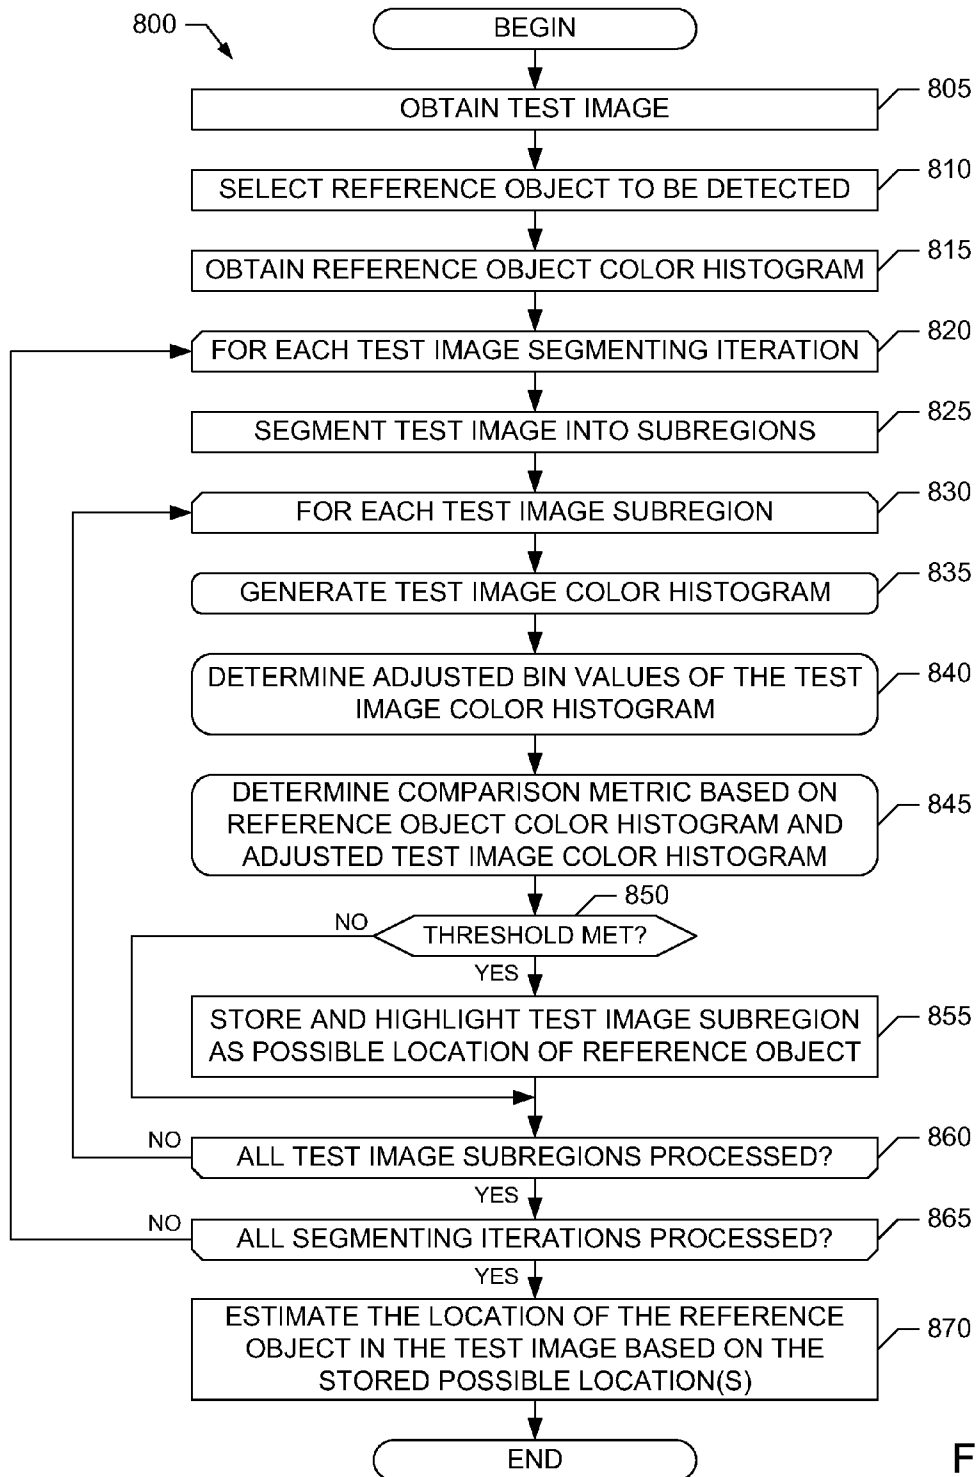 800
BEGIN
805
OBTAIN TEST IMAGE
810
SELECT REFERENCE OBJECT TO BE DETECTED
815
OBTAIN REFERENCE OBJECT COLOR HISTOGRAM
820
FOR EACH TEST IMAGE SEGMENTING ITERATION
825
SEGMENT TEST IMAGE INTO SUBREGIONS
830
FOR EACH TEST IMAGE SUBREGION
835
GENERATE TEST IMAGE COLOR HISTOGRAM
840
DETERMINE ADJUSTED BIN VALUES OF THE TEST
IMAGE COLOR HISTOGRAM
845
DETERMINE COMPARISON METRIC BASED ON
REFERENCE OBJECT COLOR HISTOGRAM AND
ADJUSTED TEST IMAGE COLOR HISTOGRAM
850
NO
THRESHOLD MET?
YES
855
STORE AND HIGHLIGHT TEST IMAGE SUBREGION
AS POSSIBLE LOCATION OF REFERENCE OBJECT
860
NO
ALL TEST IMAGE SUBREGIONS PROCESSED?
YES
865
NO
ALL SEGMENTING ITERATIONS PROCESSED?
YES
870
ESTIMATE THE LOCATION OF THE REFERENCE
OBJECT IN THE TEST IMAGE BASED ON THE
STORED POSSIBLE LOCATION(S)
END
F